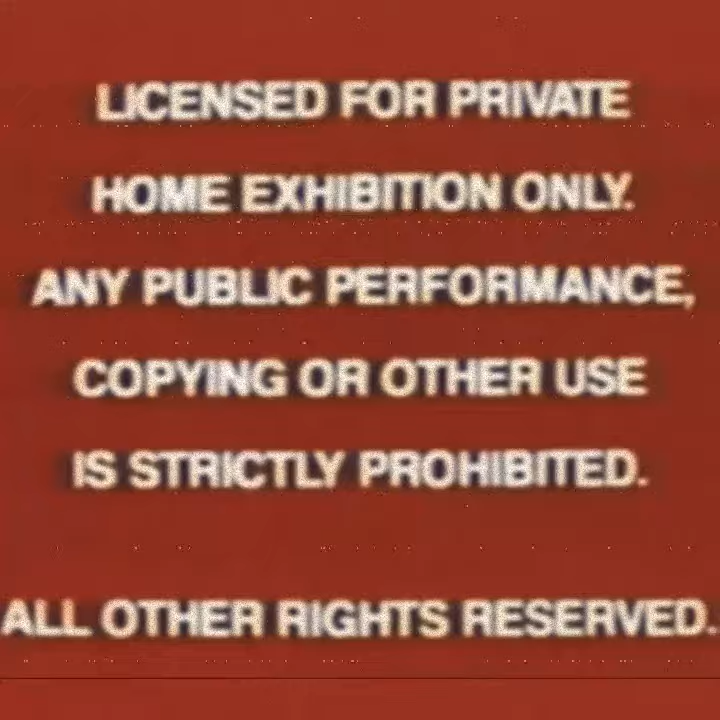 LICENSED FOR PRIVATE
HOME EXHIBITION ONLY.
ANY PUBLIC PERFORMANCE,
COPYING OR OTHER USE
IS STRICTLY PROHIBITED.
ALL OTHER RIGHTS RESERVED.